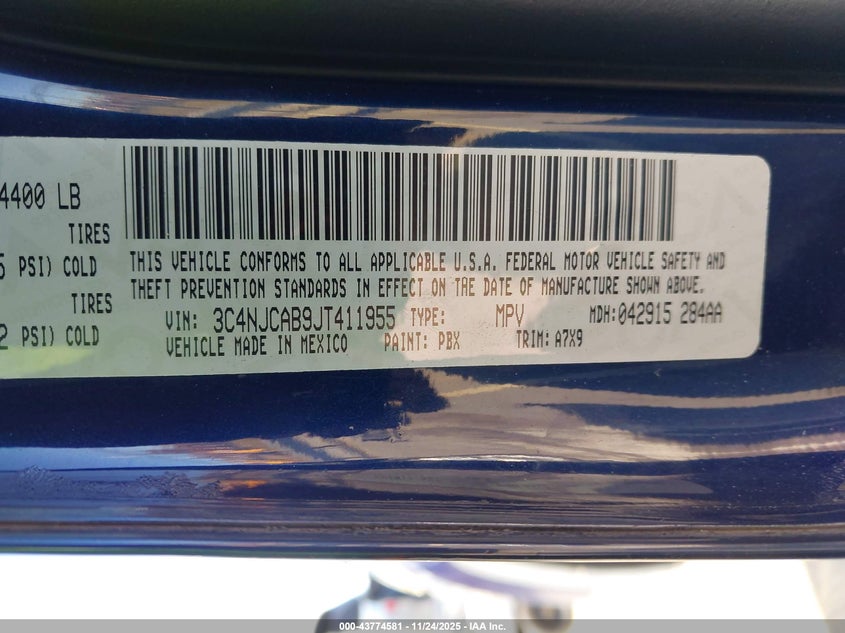 4400 LB
TIRES
PSI) COLD
TIRES
PSI) COLD
THIS VEHICLE CONFORMS TO ALL APPLICABLE U.S.A. FEDERAL MOTOR VEHICLE SAFETY AND
THEFT PREVENTION STANDARDS IN EFFECT ON THE DATE OF MANUFACTURE SHOWN ABOVE.
VIN: 3C4NJCAB9JT411955 TYPE: MPV MDH: 042915 284AA
VEHICLE MADE IN MEXICO PAINT: PBX TRIM: A7X9
000-43774581 - 11/24/2025 - IAA Inc.